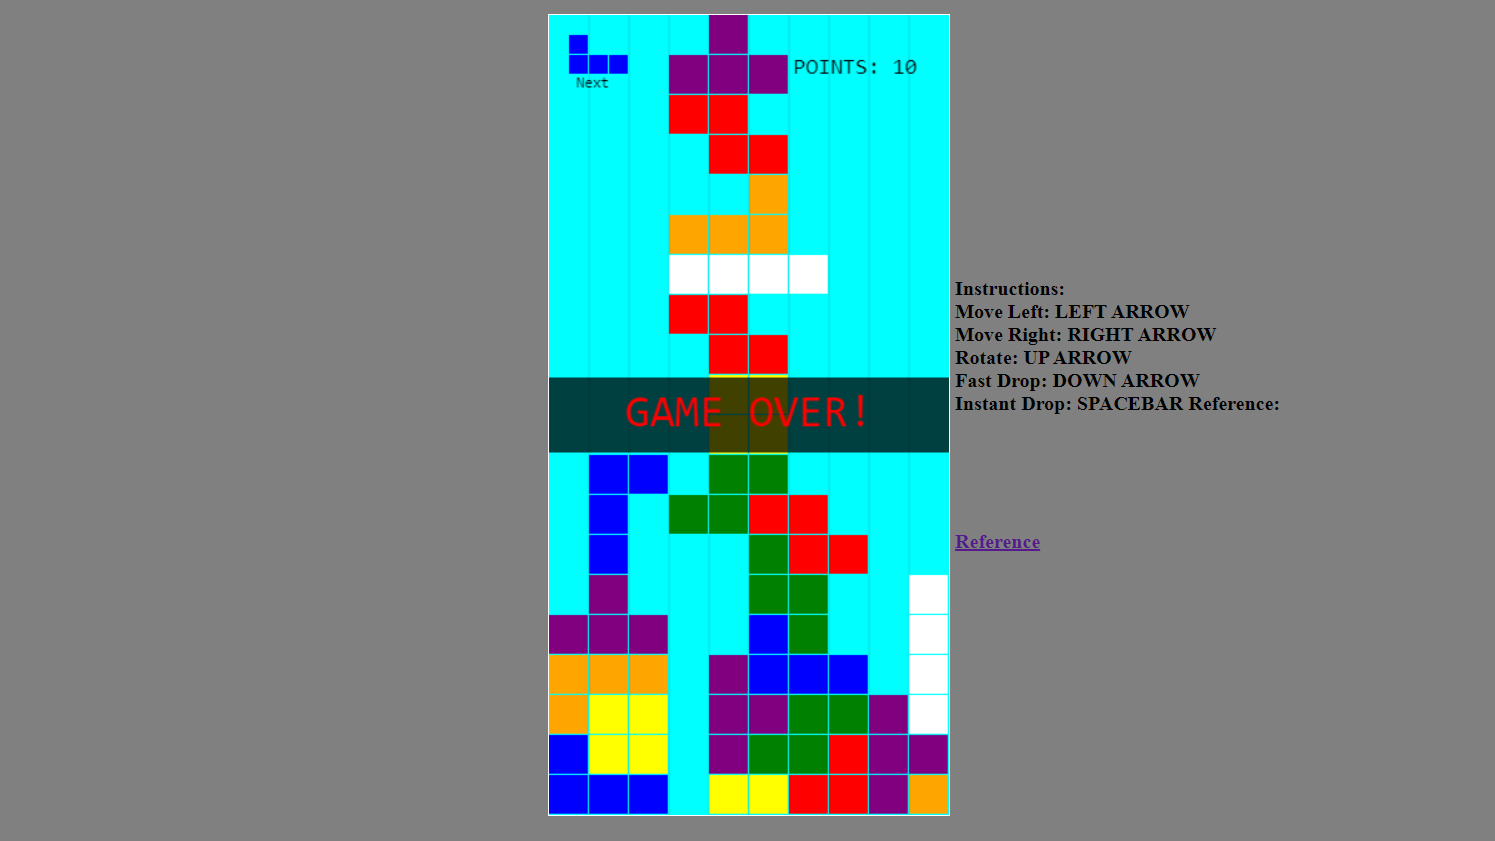 Next
POINTS: 10
GAME OVER!
Instructions:
Move Left: LEFT ARROW
Move Right: RIGHT ARROW
Rotate: UP ARROW
Fast Drop: DOWN ARROW
Instant Drop: SPACEBAR Reference:
Reference